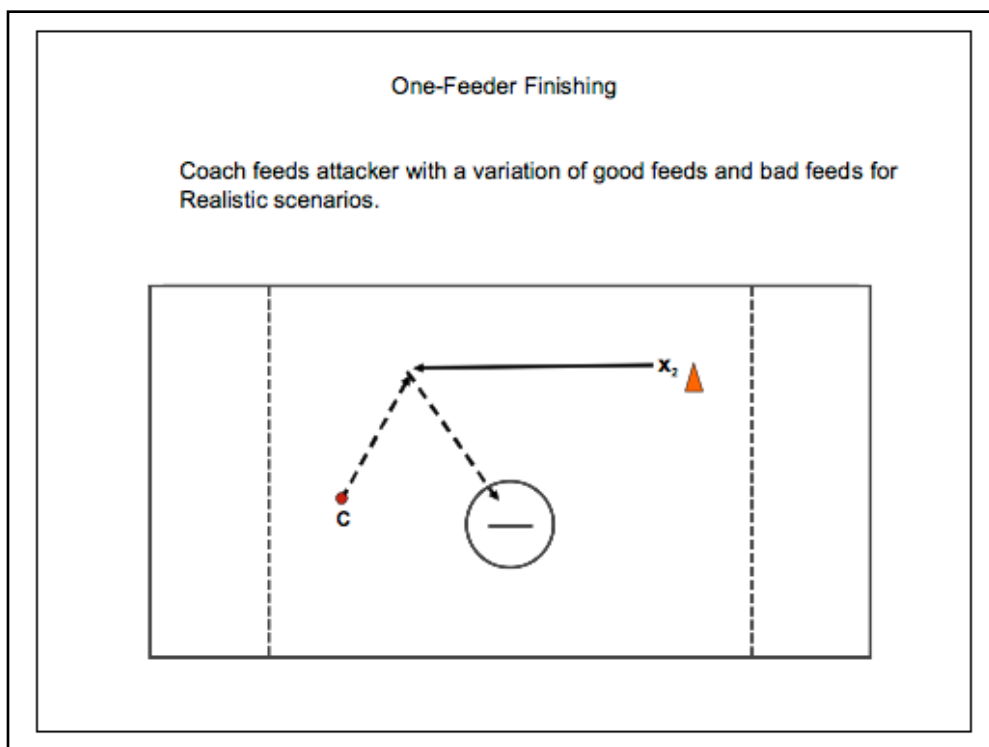 One-Feeder Finishing
Coach feeds attacker with a variation of good feeds and bad feeds for
Realistic scenarios.
X₂
C